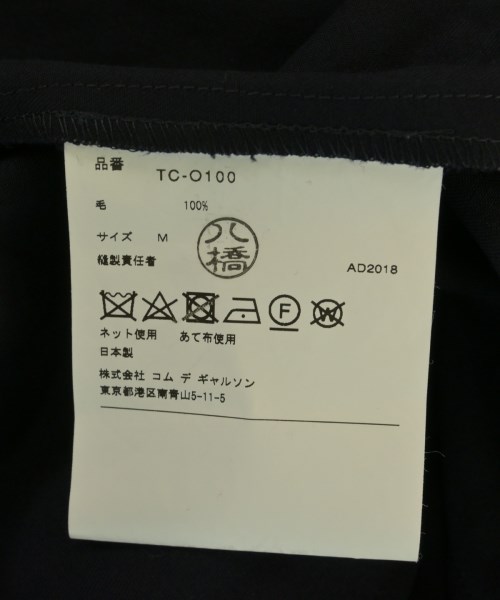 品番 TC-O100
毛 100%
サイズ M
八橋
縫製責任者 AD2018
F W
ネット使用 あて布使用
日本製
株式会社 コム デ ギャルソン
東京都港区南青山5-11-5